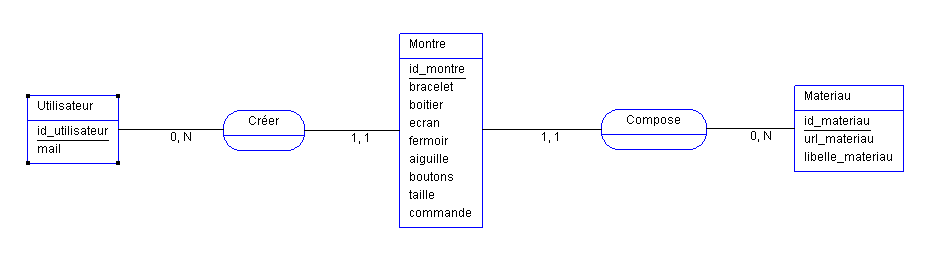 Utilisateur
id_utilisateur
mail
0, N
Créer
1, 1
Montre
id_montre
bracelet
boitier
ecran
fermoir
aiguille
boutons
taille
commande
1, 1
Compose
0, N
Materiau
id_materiau
url_materiau
libelle_materiau